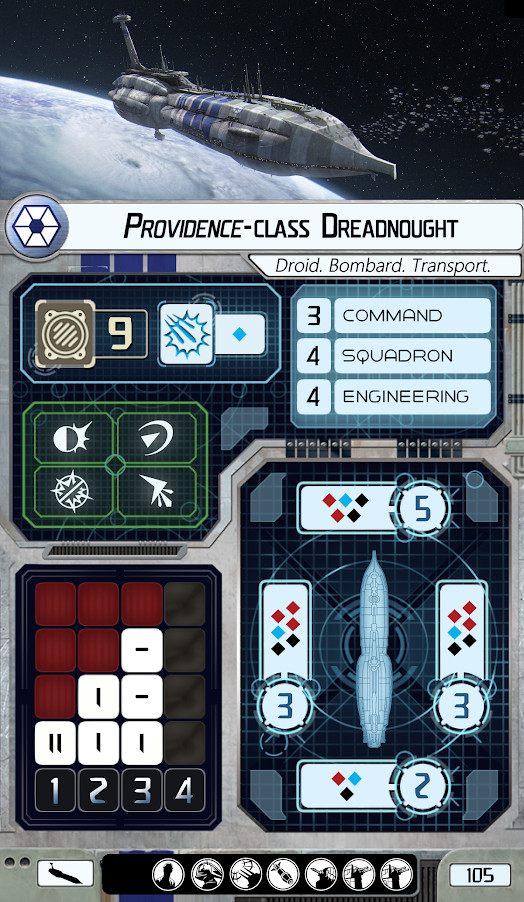 PROVIDENCE-CLASS DREADNOUGHT
Droid. Bombard. Transport.
9
3 COMMAND
4 SQUADRON
4 ENGINEERING
5
3 3
2
-
I -
II I I
1 2 3 4
105